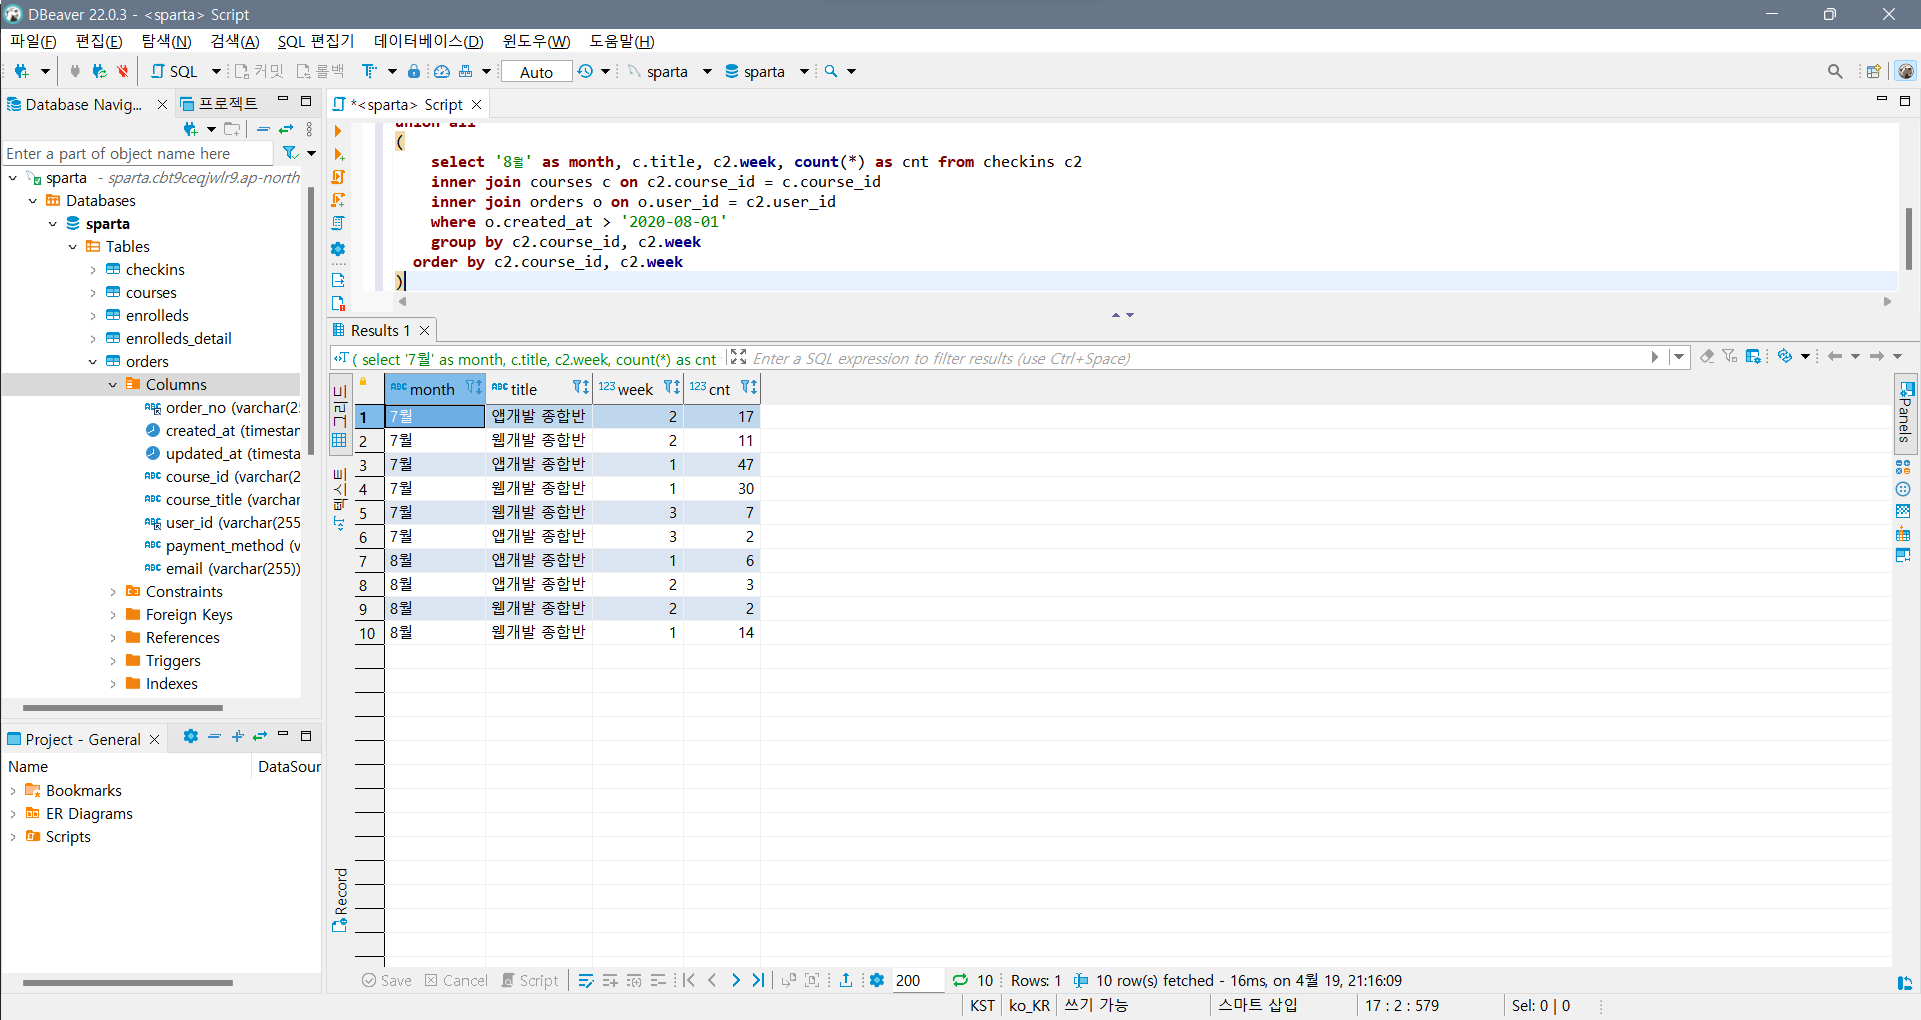 DBeaver 22.0.3 - <sparta> Script
파일(F) 편집(E) 탐색(N) 검색(A) SQL 편집기 데이터베이스(D) 윈도우(W) 도움말(H)
SQL 커밋 롤백 Auto sparta sparta
Database Navig... 프로젝트
Enter a part of object name here
sparta - sparta.cbt9ceqjwlr9.ap-north
Databases
sparta
Tables
checkins
courses
enrolleds
enrolleds_detail
orders
Columns
order_no (varchar(25
created_at (timestar
updated_at (timesta
course_id (varchar(2
course_title (varchar
user_id (varchar(255
payment_method (v
email (varchar(255))
Constraints
Foreign Keys
References
Triggers
Indexes
Project - General
Name DataSour
Bookmarks
ER Diagrams
Scripts
*<sparta> Script
union all
(
select '8월' as month, c.title, c2.week, count(*) as cnt from checkins c2
inner join courses c on c2.course_id = c.course_id
inner join orders o on o.user_id = c2.user_id
where o.created_at > '2020-08-01'
group by c2.course_id, c2.week
order by c2.course_id, c2.week
)
Results 1
( select '7월' as month, c.title, c2.week, count(*) as cnt Enter a SQL expression to filter results (use Ctrl+Space)
그리드
텍스트
Record
Panels
ABC month ABC title 123 week 123 cnt
1 7월 앱개발 종합반 2 17
2 7월 웹개발 종합반 2 11
3 7월 앱개발 종합반 1 47
4 7월 웹개발 종합반 1 30
5 7월 웹개발 종합반 3 7
6 7월 앱개발 종합반 3 2
7 8월 앱개발 종합반 1 6
8 8월 앱개발 종합반 2 3
9 8월 웹개발 종합반 2 2
10 8월 웹개발 종합반 1 14
Save Cancel Script 200 10 Rows: 1 10 row(s) fetched - 16ms, on 4월 19, 21:16:09
KST ko_KR 쓰기 가능 스마트 삽입 17 : 2 : 579 Sel: 0 | 0